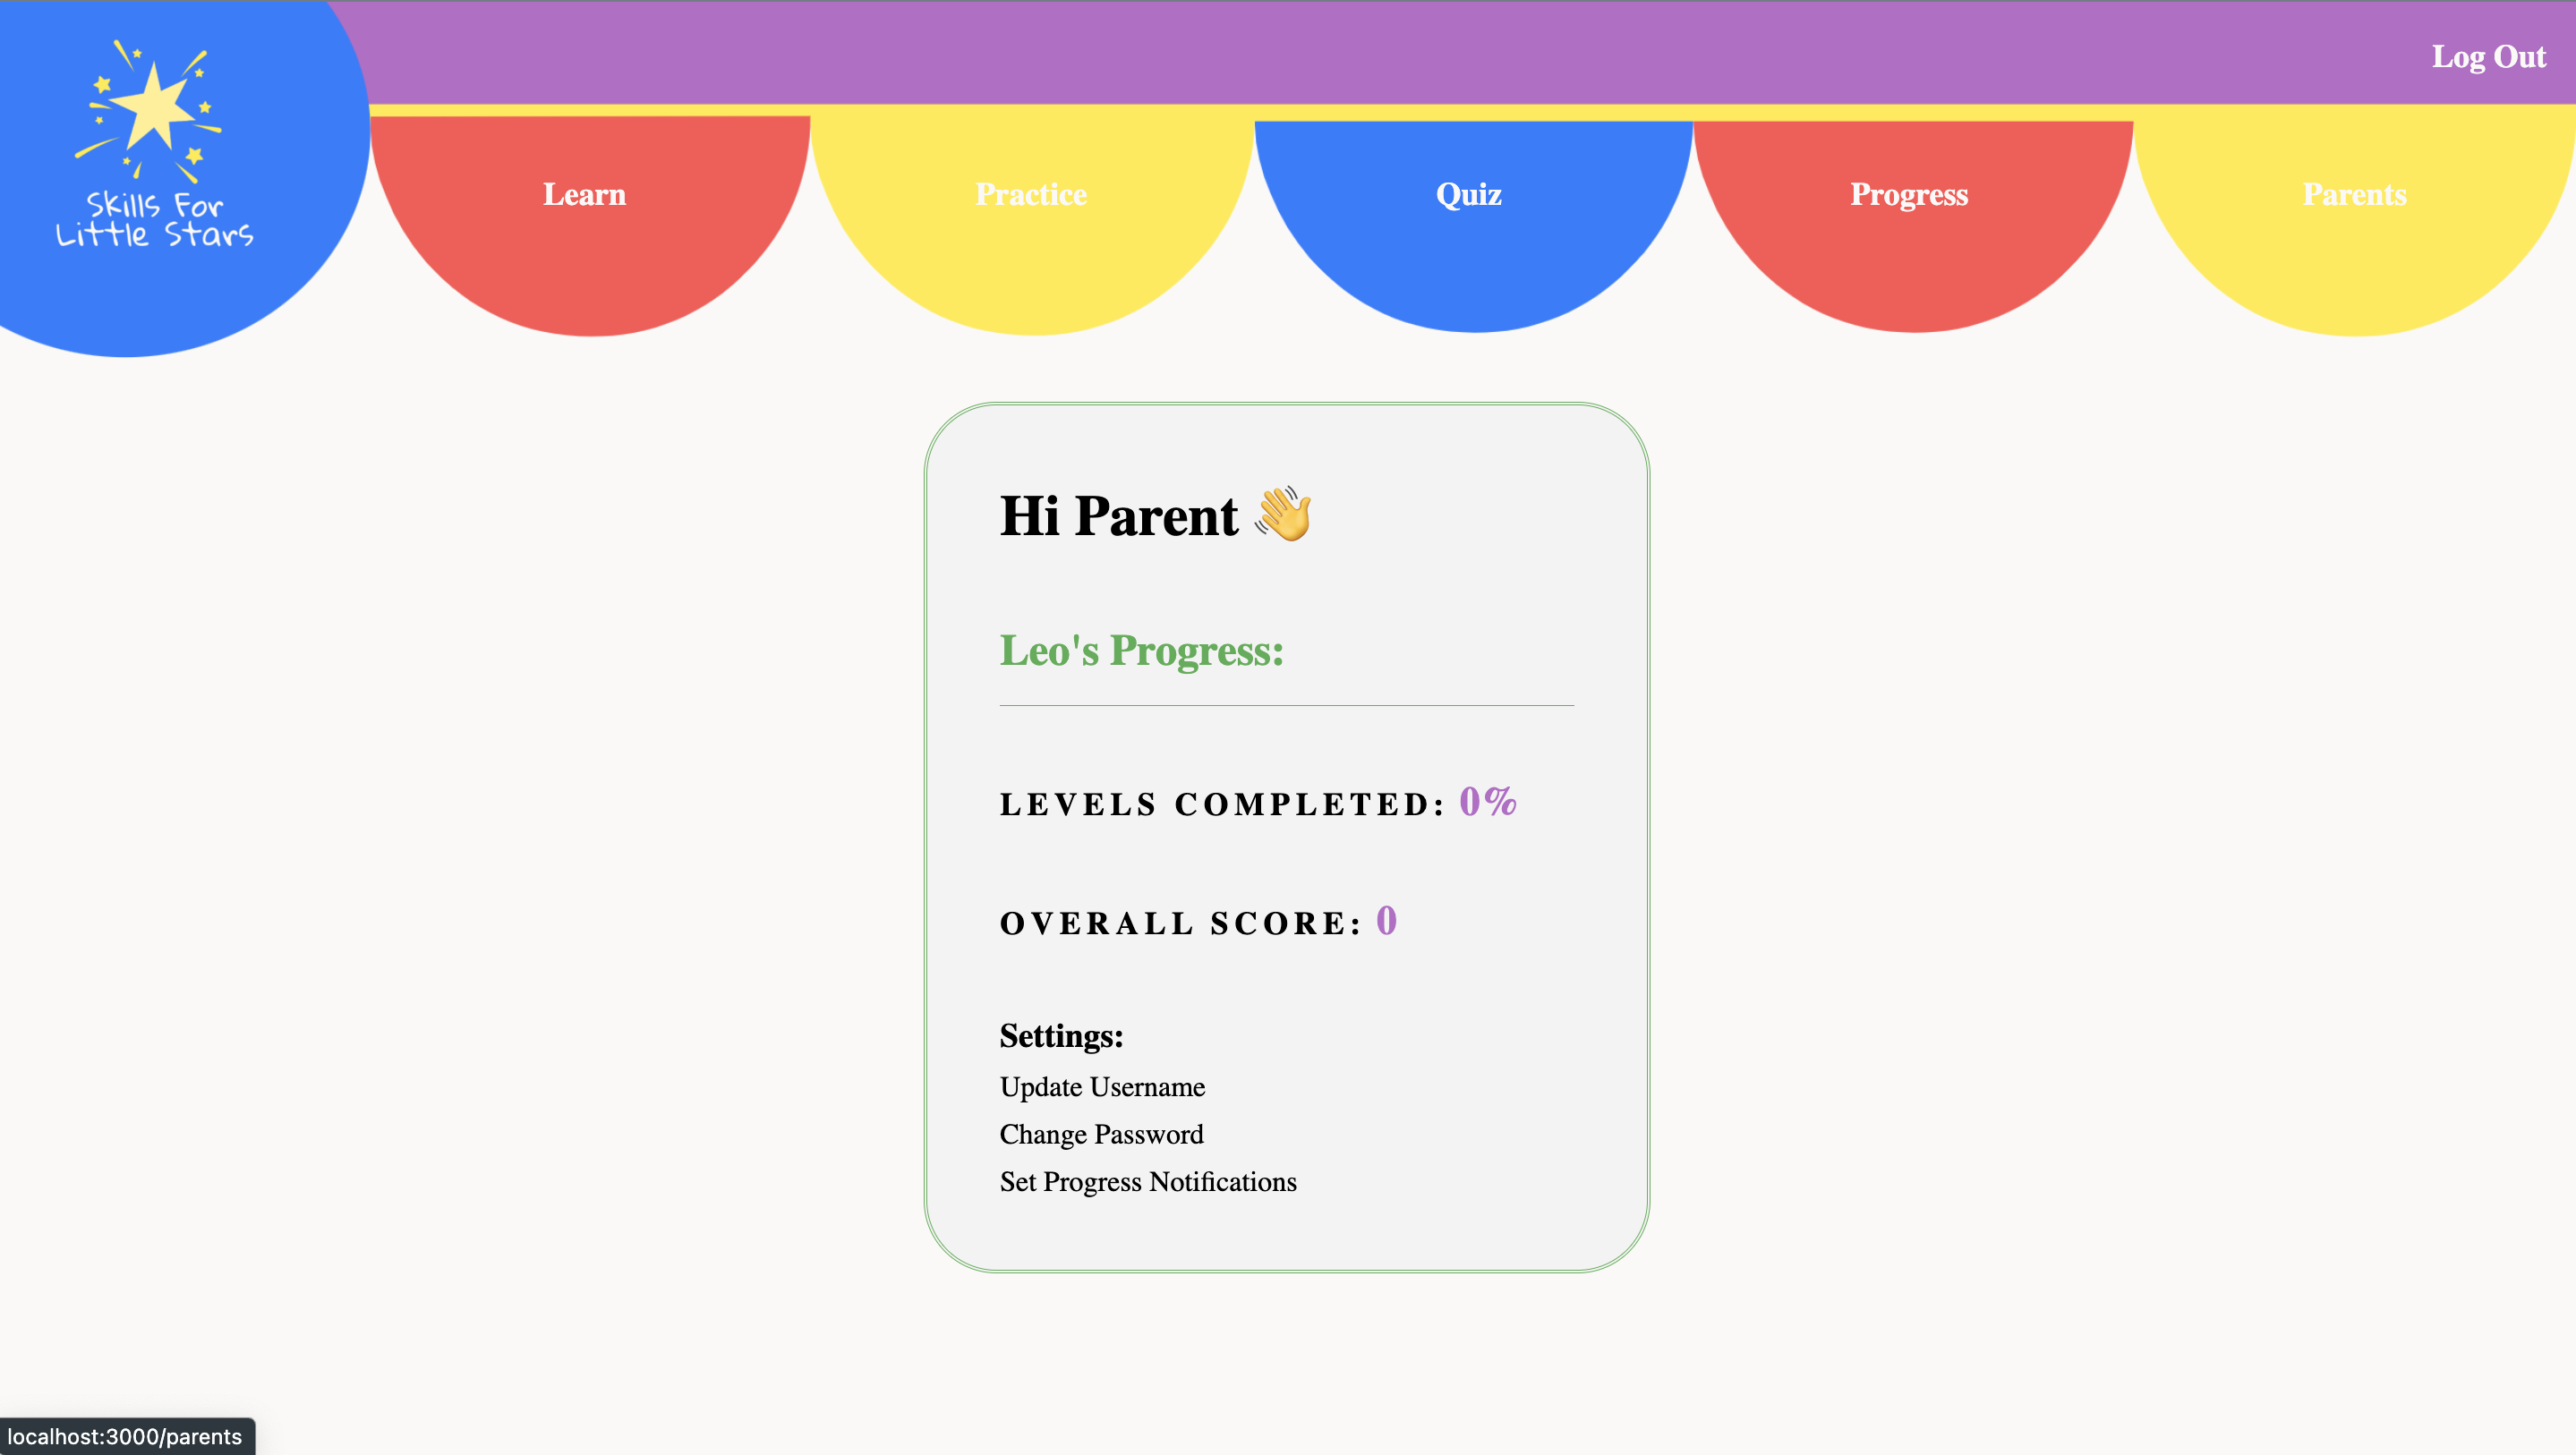 Log Out
Skills For
Little Stars
Learn
Practice
Quiz
Progress
Parents
Hi Parent 👋
Leo's Progress:
LEVELS COMPLETED: 0%
OVERALL SCORE: 0
Settings:
Update Username
Change Password
Set Progress Notifications
localhost:3000/parents